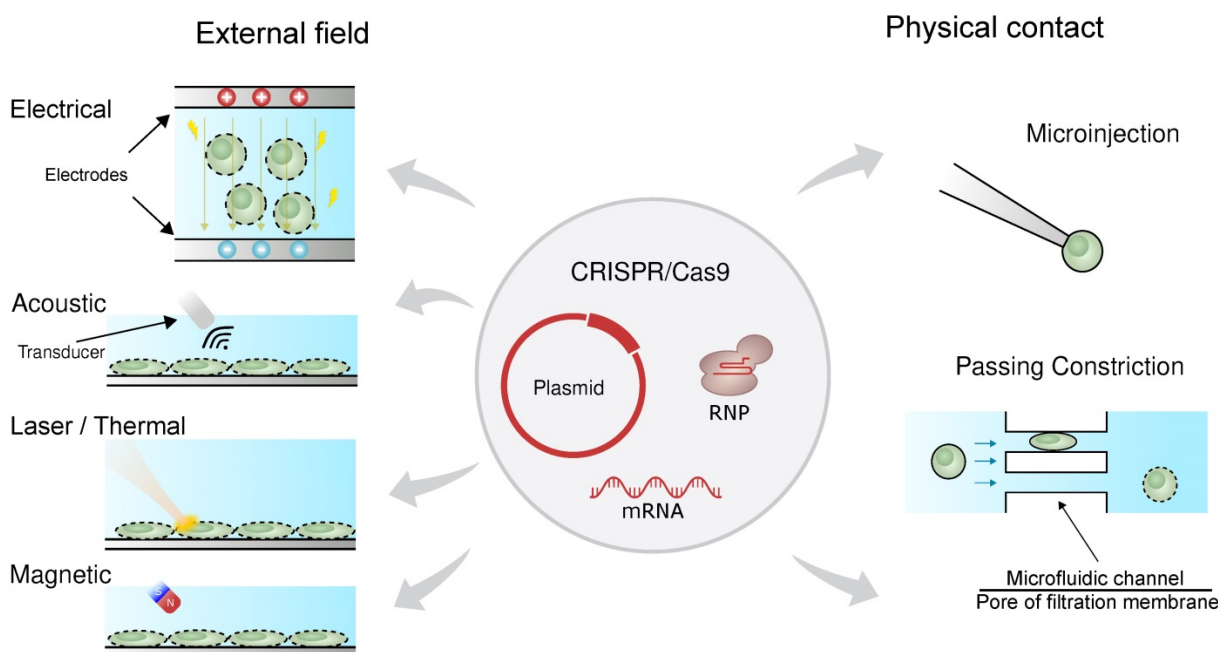 External field
Physical contact
Electrical
Electrodes
+ + +
- - -
Acoustic
Transducer
Laser / Thermal
Magnetic
S
N
CRISPR/Cas9
Plasmid
RNP
mRNA
Microinjection
Passing Constriction
Microfluidic channel
Pore of filtration membrane